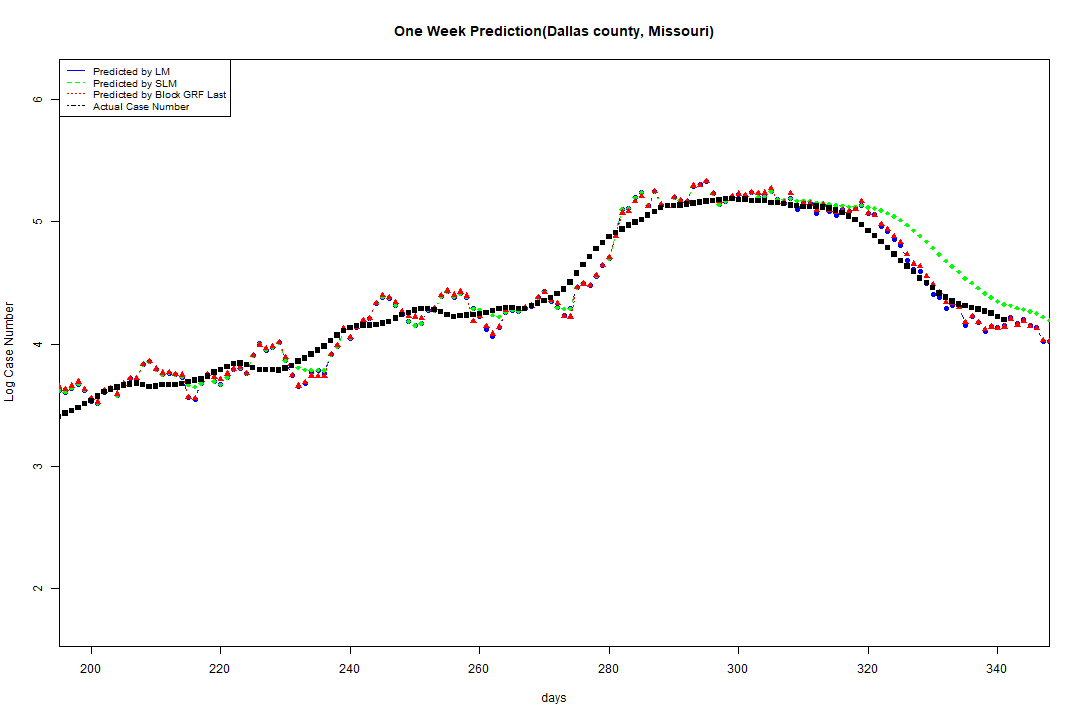 One Week Prediction(Dallas county, Missouri)
Predicted by LM
Predicted by SLM
Predicted by Block GRF Last
Actual Case Number
6
5
4
3
2
Log Case Number
200 220 240 260 280 300 320 340
days